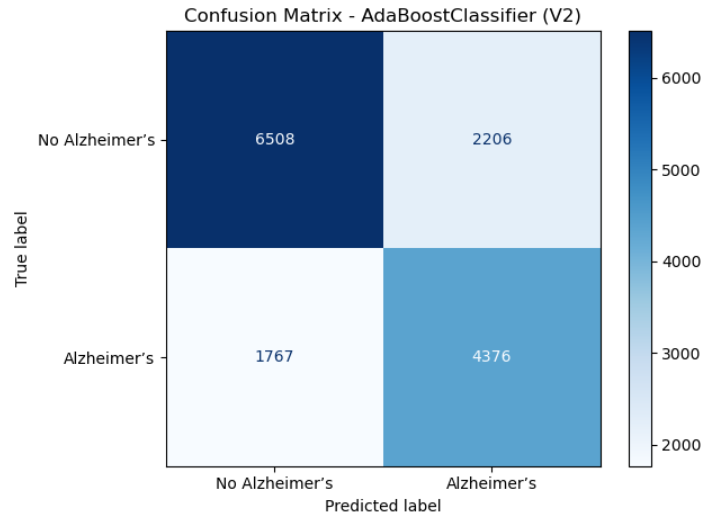 Confusion Matrix - AdaBoostClassifier (V2)
No Alzheimer’s
6508
2206
Alzheimer’s
1767
4376
No Alzheimer’s
Alzheimer’s
Predicted label
True label
6000
5000
4000
3000
2000